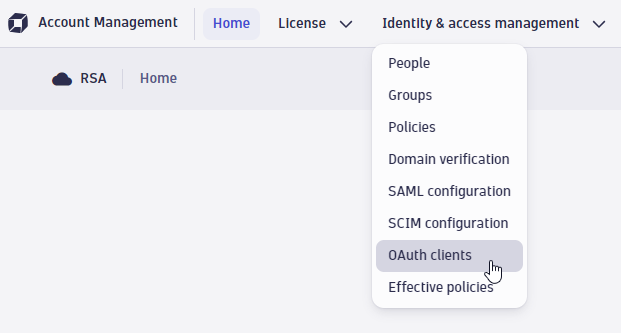 Account Management Home License Identity & access management
RSA Home
People
Groups
Policies
Domain verification
SAML configuration
SCIM configuration
OAuth clients
Effective policies